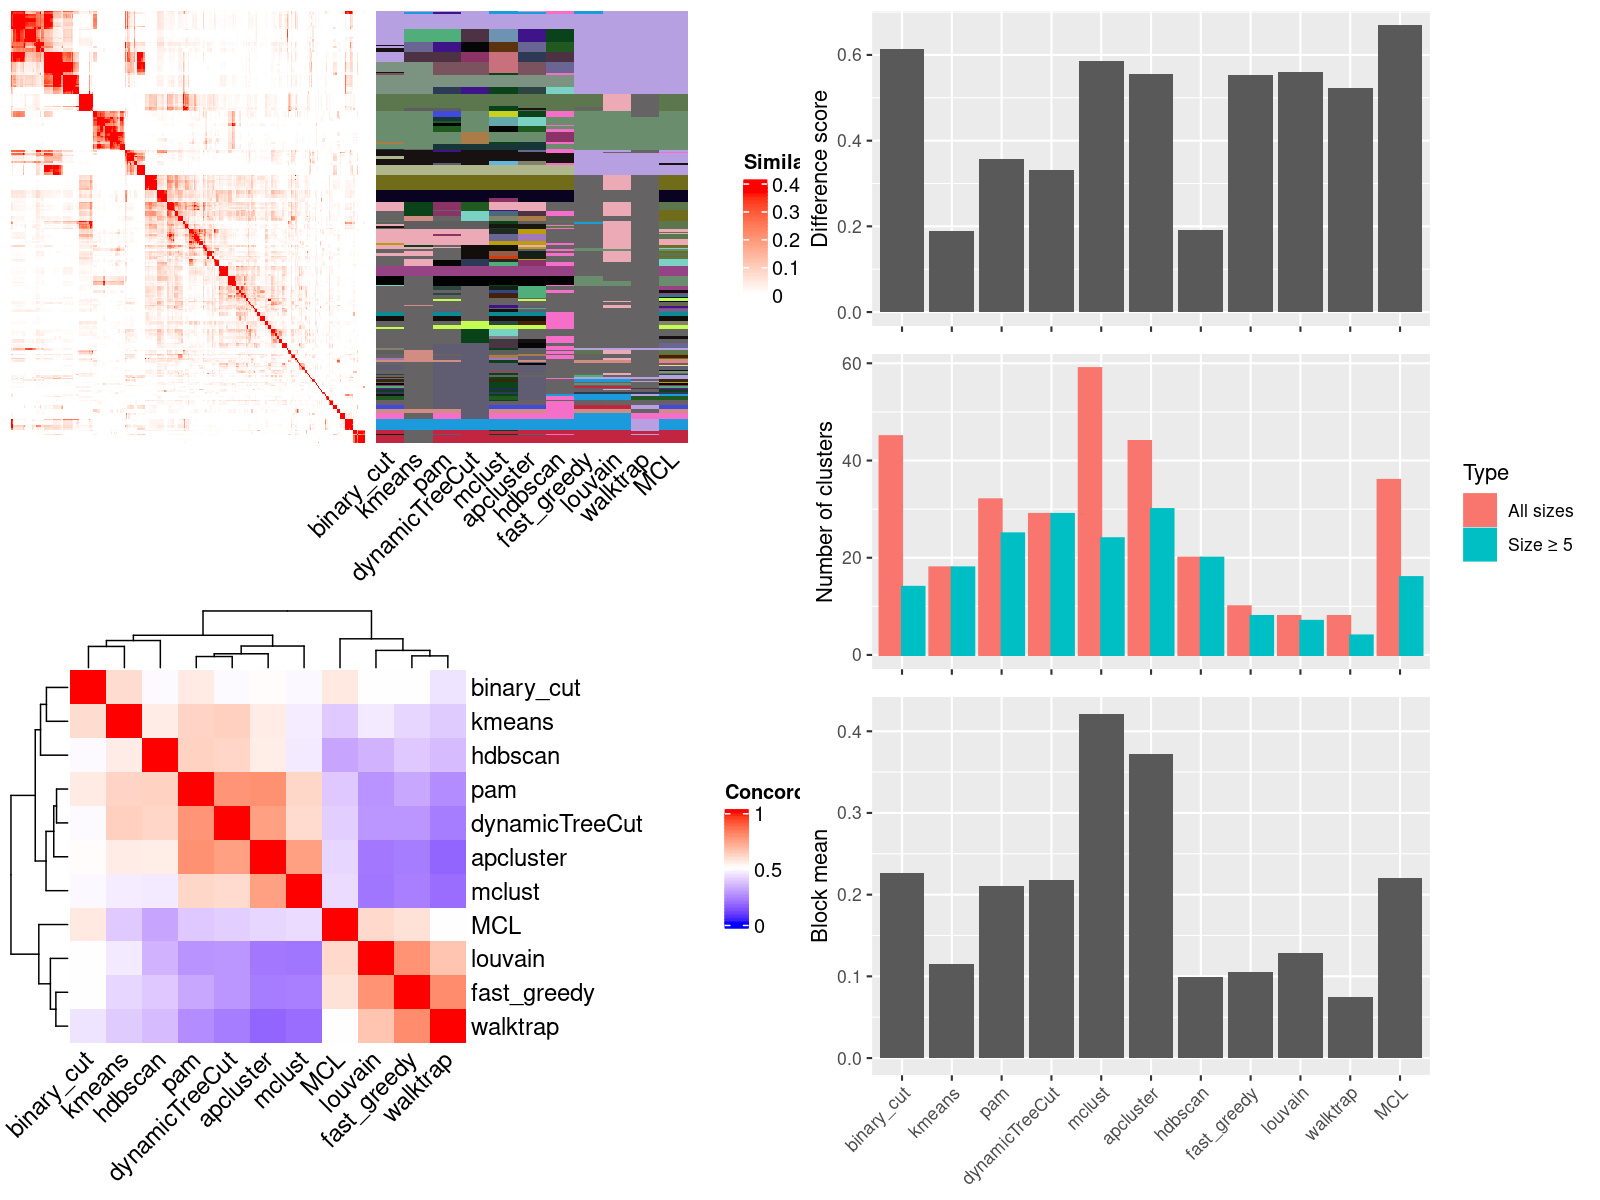 Simila
0.4
0.3
0.2
0.1
0
binary_cut
kmeans
pam
dynamicTreeCut
mclust
apcluster
hdbscan
fast_greedy
louvain
walktrap
MCL
binary_cut
kmeans
hdbscan
pam
dynamicTreeCut
apcluster
mclust
MCL
louvain
fast_greedy
walktrap
binary_cut
kmeans
hdbscan
pam
dynamicTreeCut
apcluster
mclust
MCL
louvain
fast_greedy
walktrap
Concorc
1
0.5
0
Difference score
0.6
0.4
0.2
0.0
Number of clusters
60
40
20
0
Type
All sizes
Size ≥ 5
Block mean
0.4
0.3
0.2
0.1
0.0
binary_cut
kmeans
pam
dynamicTreeCut
mclust
apcluster
hdbscan
fast_greedy
louvain
walktrap
MCL